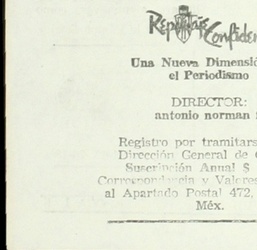 Reportajes Confiden
Una Nueva Dimensió
el Periodismo
DIRECTOR:
antonio norman
Registro por tramitars
Dirección General de
Suscripción Anual $
Correspondencia y Valores
al Apartado Postal 472,
Méx.